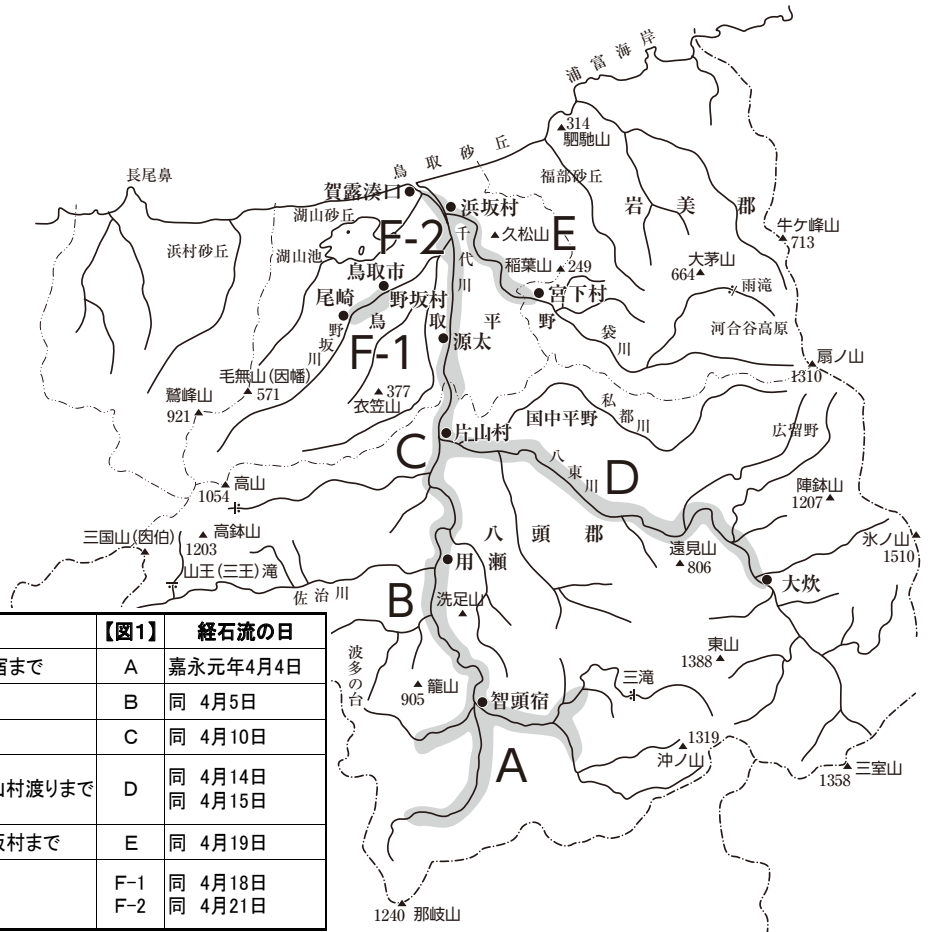 浦富海岸
314
駟馳山
鳥取砂丘
長尾鼻
賀露湊口
浜坂村
福部砂丘
岩美郡
湖山砂丘
F-2
千代川
久松山
E
牛ケ峰山
713
浜村砂丘
湖山池
稲葉山
249
大茅山
664
雨滝
鳥取市
尾崎
野坂村
宮下村
鳥取平野
野坂川
源太
袋川
河合谷高原
F-1
扇ノ山
1310
毛無山(因幡)
571
377
衣笠山
鷲峰山
921
私都川
国中平野
広留野
片山村
C
八東川
D
高山
1054
陣鉢山
1207
三国山(因伯)
高鉢山
1203
八頭郡
氷ノ山
1510
用瀬
遠見山
806
山王(三王)滝
大炊
佐治川
B
洗足山
波多の台
東山
1388
籠山
905
三滝
智頭宿
1319
沖ノ山
A
三室山
1358
1240 那岐山
【図1】 経石流の日
宿まで A 嘉永元年4月4日
B 同 4月5日
C 同 4月10日
山村渡りまで D 同 4月14日
同 4月15日
坂村まで E 同 4月19日
F-1 同 4月18日
F-2 同 4月21日